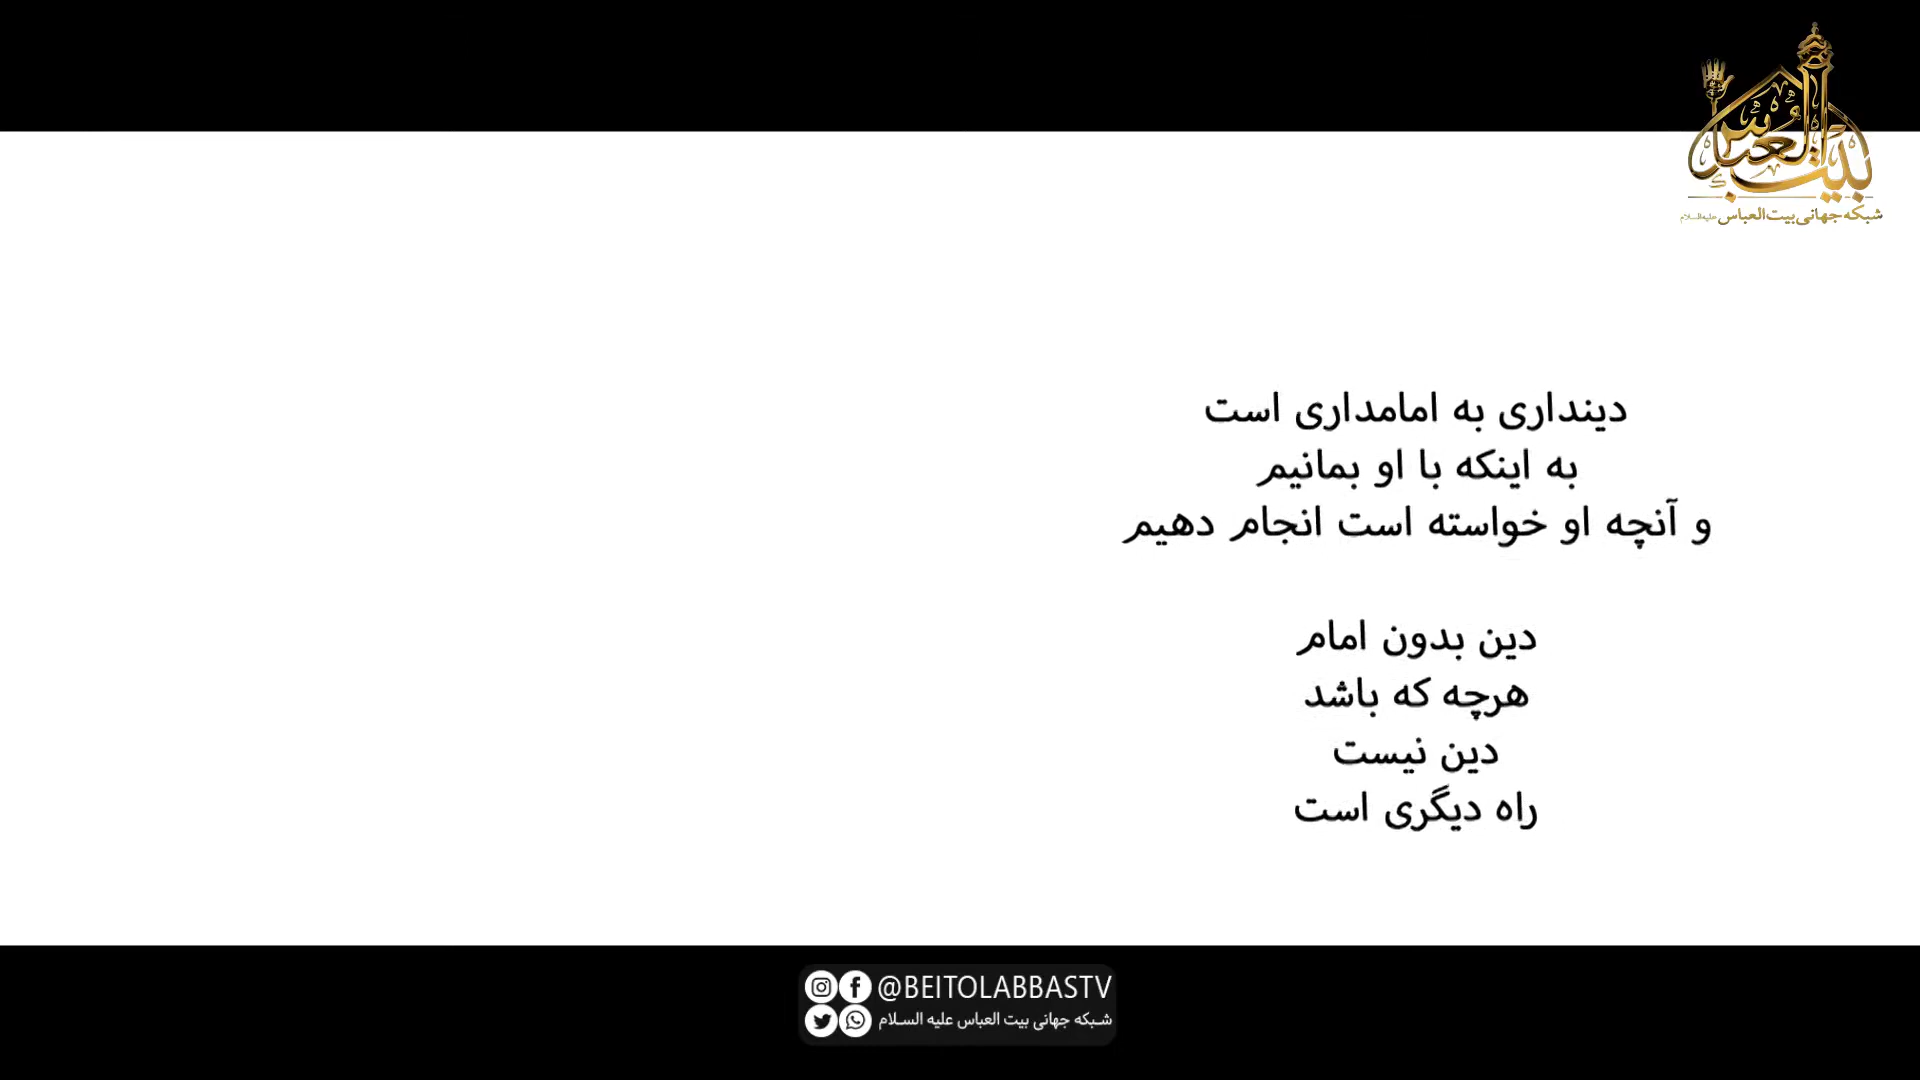 بیت العباس
شبکه جهانی بیت‌العباس علیه‌السلام
دینداری به امامداری است
به اینکه با او بمانیم
و آنچه او خواسته است انجام دهیم
دین بدون امام
هرچه که باشد
دین نیست
راه دیگری است
@BEITOLABBASTV
شبکه جهانی بیت العباس علیه السلام